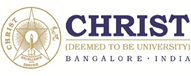 CHRIST
(DEEMED TO BE UNIVERSITY)
BANGALORE · INDIA